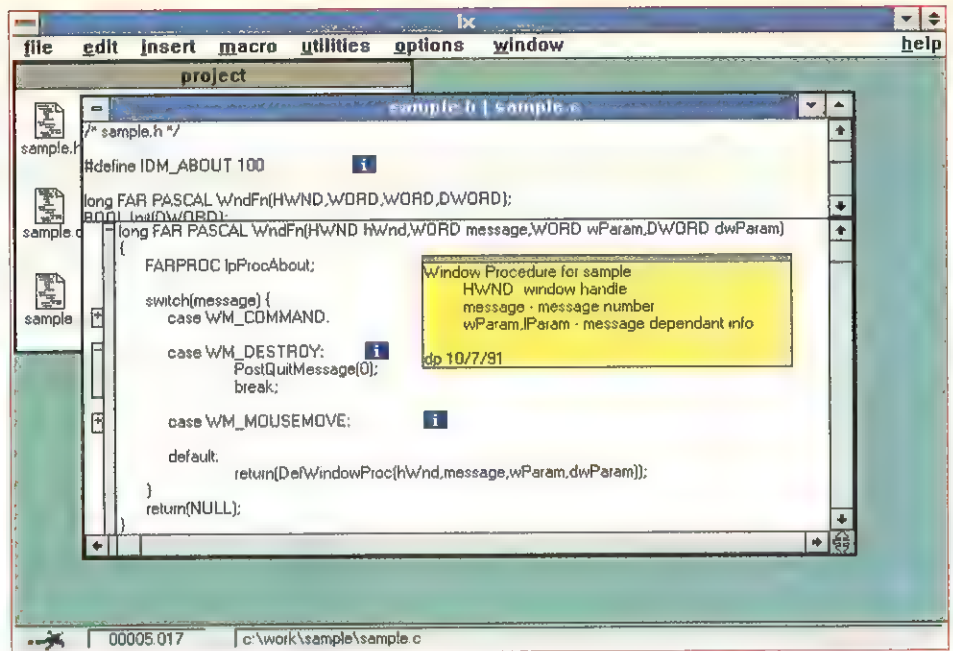 lx
file edit insert macro utilities options window help
project
sample.h | sample.c
sample.h
sample.c
sample
/* sample.h */
#define IDM_ABOUT 100 i
long FAR PASCAL WndFn(HWND,WORD,WORD,DWORD);
BOOL Init(DWORD);
long FAR PASCAL WndFn(HWND hWnd,WORD message,WORD wParam,DWORD dwParam)
{
FARPROC lpProcAbout;
switch(message) {
case WM_COMMAND.
case WM_DESTROY: i
PostQuitMessage(0);
break;
case WM_MOUSEMOVE: i
default:
return(DefWindowProc(hWnd,message,wParam,dwParam));
}
return(NULL);
}
Window Procedure for sample
HWND window handle
message - message number
wParam,lParam - message dependant info
dp 10/7/91
00005.017 c:\work\sample\sample.c